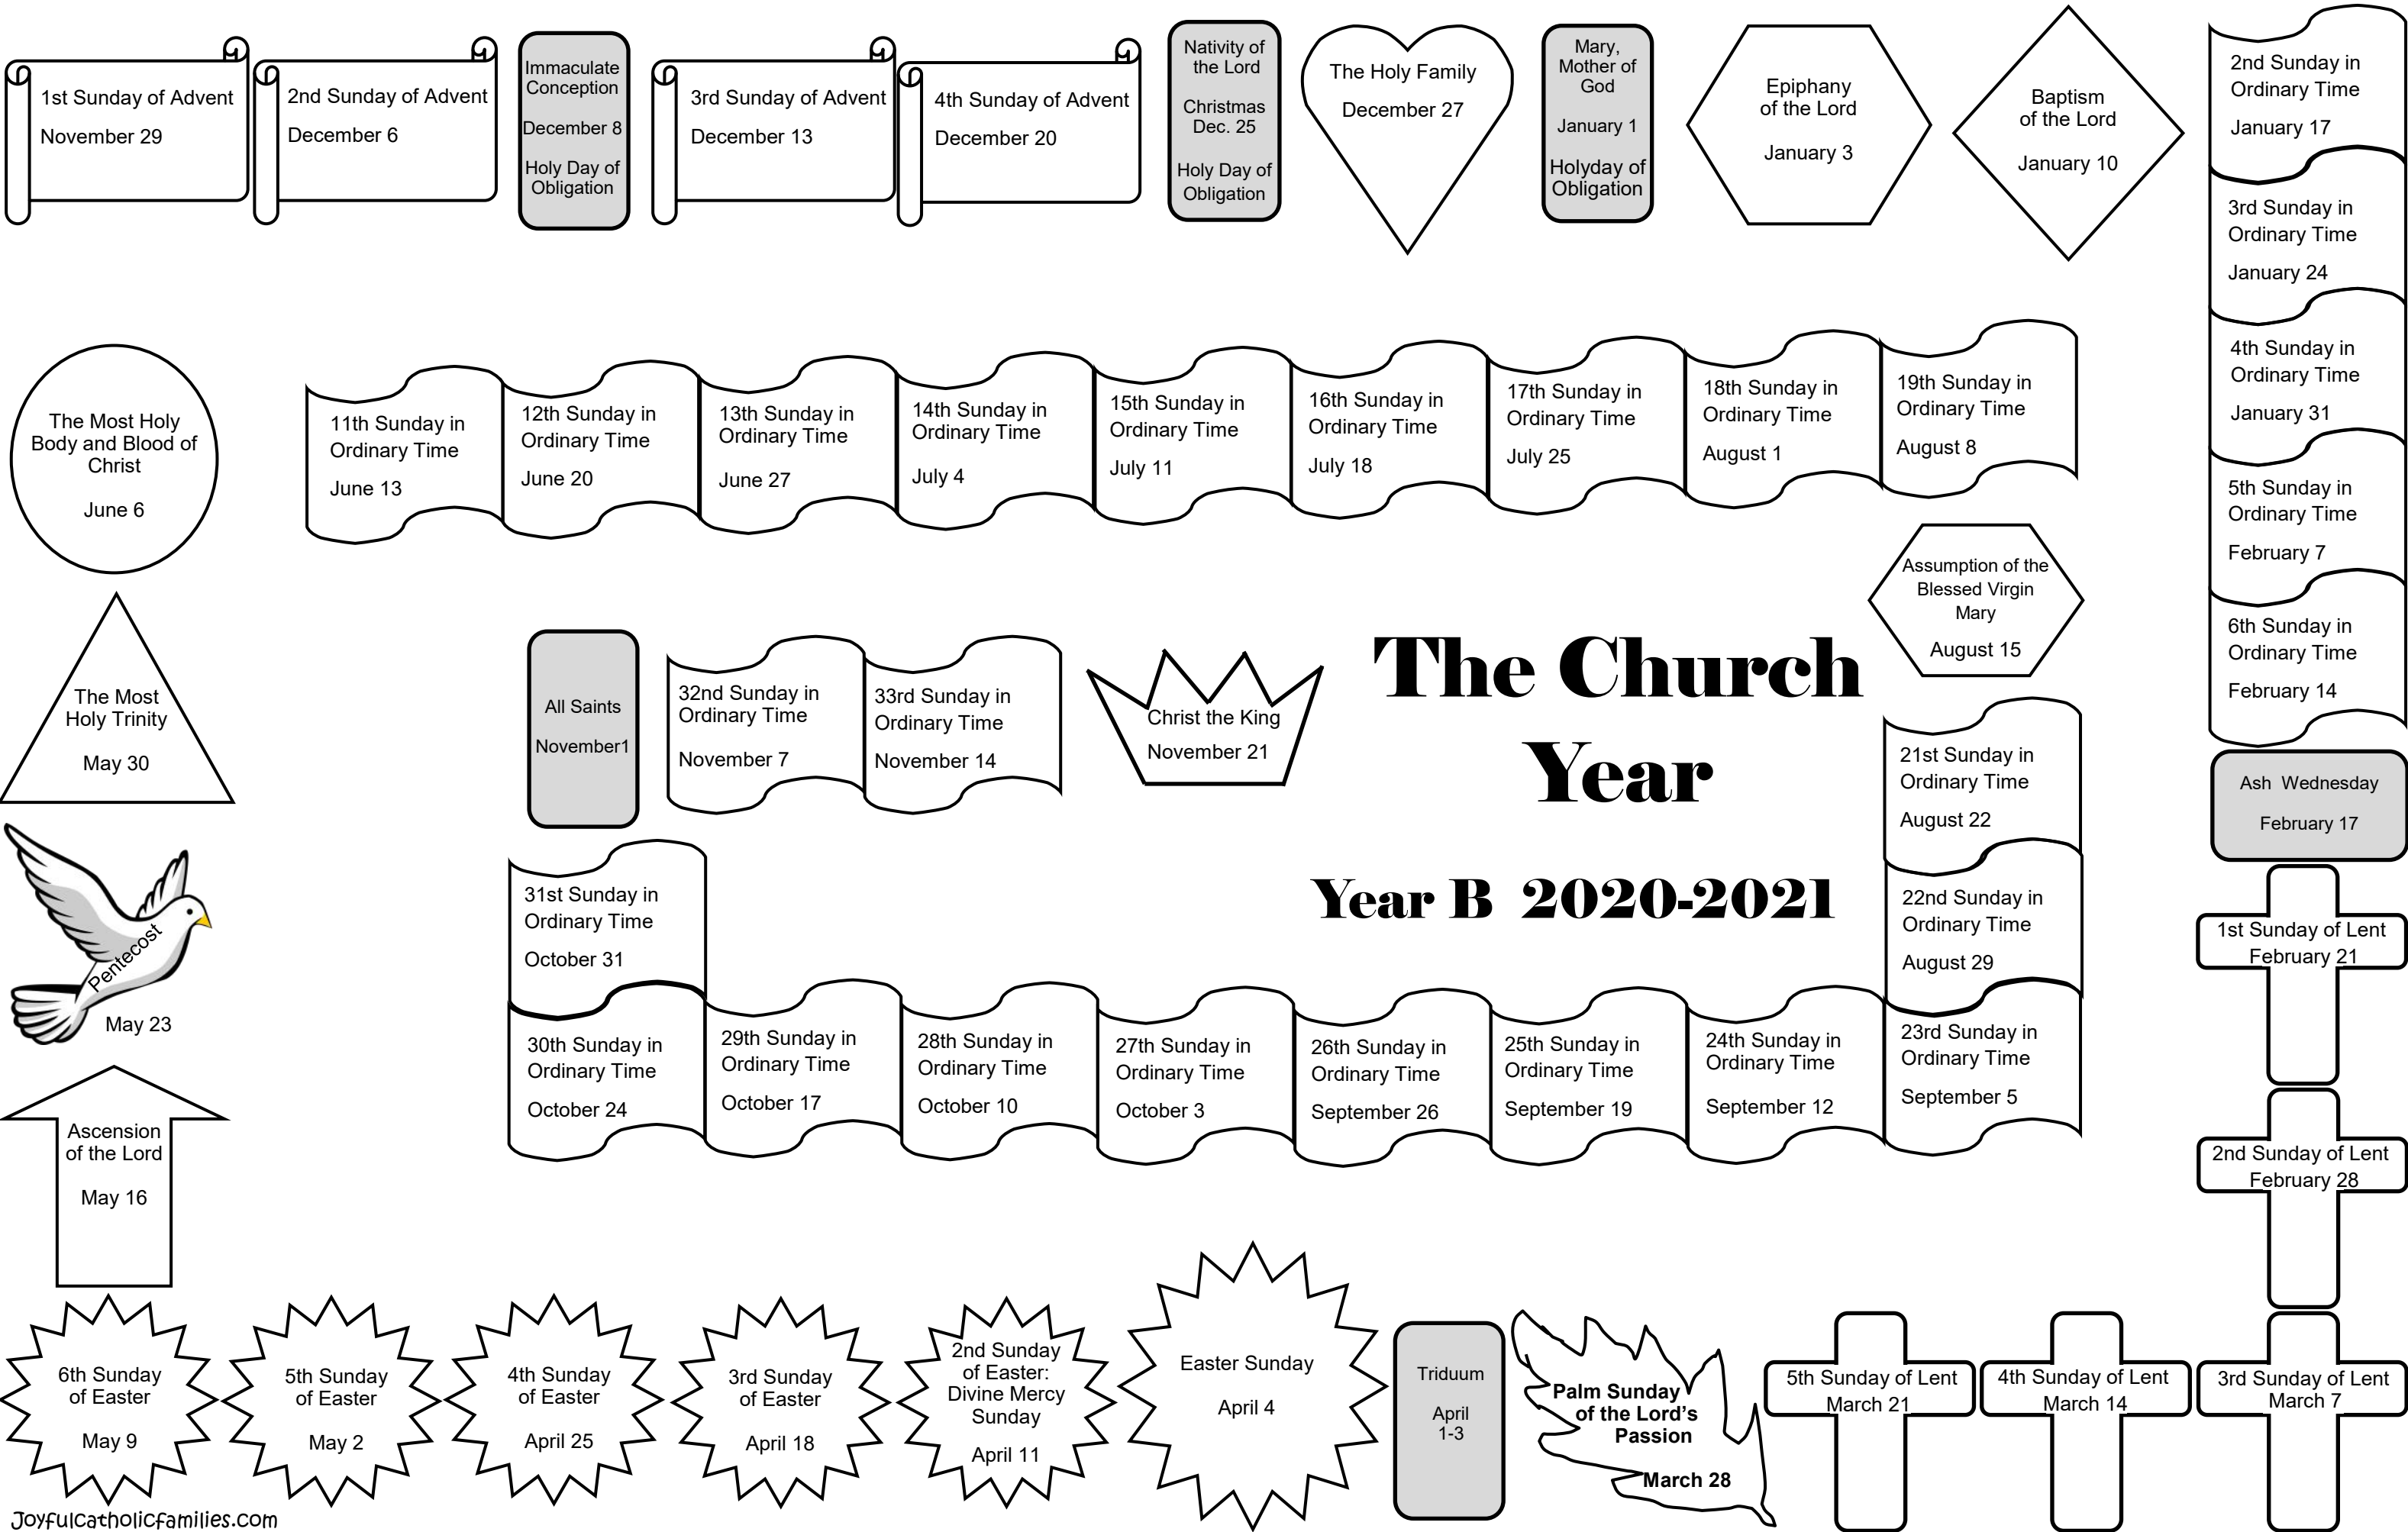 1st Sunday of Advent
November 29
2nd Sunday of Advent
December 6
Immaculate
Conception
December 8
Holy Day of
Obligation
3rd Sunday of Advent
December 13
4th Sunday of Advent
December 20
Nativity of
the Lord
Christmas
Dec. 25
Holy Day of
Obligation
The Holy Family
December 27
Mary,
Mother of
God
January 1
Holyday of
Obligation
Epiphany
of the Lord
January 3
Baptism
of the Lord
January 10
2nd Sunday in
Ordinary Time
January 17
3rd Sunday in
Ordinary Time
January 24
4th Sunday in
Ordinary Time
January 31
5th Sunday in
Ordinary Time
February 7
6th Sunday in
Ordinary Time
February 14
Ash  Wednesday
February 17
1st Sunday of Lent
February 21
2nd Sunday of Lent
February 28
3rd Sunday of Lent
March 7
4th Sunday of Lent
March 14
5th Sunday of Lent
March 21
Palm Sunday
of the Lord's
Passion
March 28
Triduum
April
1-3
Easter Sunday
April 4
2nd Sunday
of Easter:
Divine Mercy
Sunday
April 11
3rd Sunday
of Easter
April 18
4th Sunday
of Easter
April 25
5th Sunday
of Easter
May 2
6th Sunday
of Easter
May 9
Ascension
of the Lord
May 16
Pentecost
May 23
The Most
Holy Trinity
May 30
The Most Holy
Body and Blood of
Christ
June 6
11th Sunday in
Ordinary Time
June 13
12th Sunday in
Ordinary Time
June 20
13th Sunday in
Ordinary Time
June 27
14th Sunday in
Ordinary Time
July 4
15th Sunday in
Ordinary Time
July 11
16th Sunday in
Ordinary Time
July 18
17th Sunday in
Ordinary Time
July 25
18th Sunday in
Ordinary Time
August 1
19th Sunday in
Ordinary Time
August 8
Assumption of the
Blessed Virgin
Mary
August 15
21st Sunday in
Ordinary Time
August 22
22nd Sunday in
Ordinary Time
August 29
23rd Sunday in
Ordinary Time
September 5
24th Sunday in
Ordinary Time
September 12
25th Sunday in
Ordinary Time
September 19
26th Sunday in
Ordinary Time
September 26
27th Sunday in
Ordinary Time
October 3
28th Sunday in
Ordinary Time
October 10
29th Sunday in
Ordinary Time
October 17
30th Sunday in
Ordinary Time
October 24
31st Sunday in
Ordinary Time
October 31
All Saints
November1
32nd Sunday in
Ordinary Time
November 7
33rd Sunday in
Ordinary Time
November 14
Christ the King
November 21
The Church
Year
Year B  2020-2021
Joyfulcatholicfamilies.com